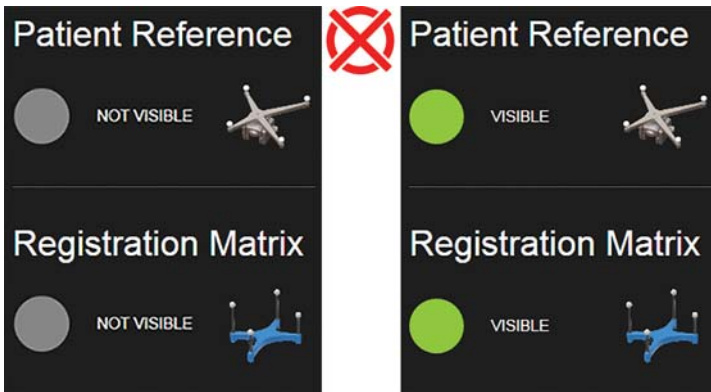 Patient Reference
NOT VISIBLE
Registration Matrix
NOT VISIBLE
Patient Reference
VISIBLE
Registration Matrix
VISIBLE